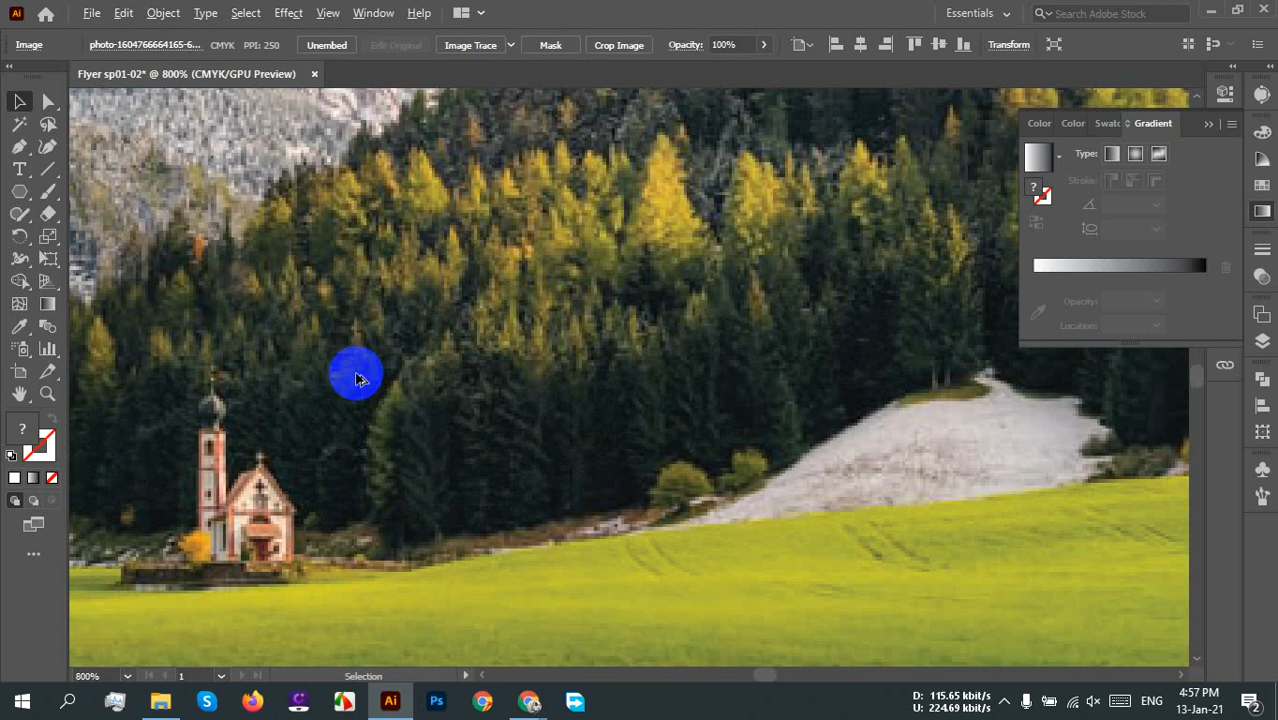 Ai File Edit Object Type Select Effect View Window Help Essentials Search Adobe Stock
Image photo-1604766664165-6... CMYK PPI: 250 Unembed Edit Original Image Trace Mask Crop Image Opacity: 100% Transform
Flyer sp01-02* @ 800% (CMYK/GPU Preview)
Color Color Swatc Gradient
Type:
?
Stroke:
Opacity:
Location:
?
800% 1 Selection
S Ai Ps D: 115.65 kbit/s U: 224.69 kbit/s ENG 4:57 PM 13-Jan-21 2